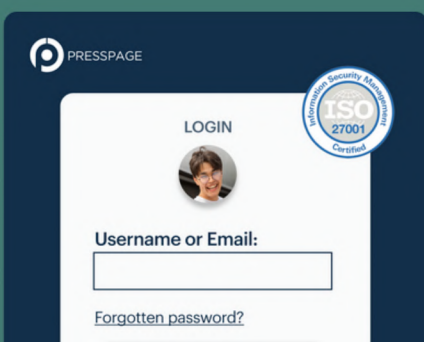 PRESSPAGE
Information Security Management
ISO
27001
Certified
LOGIN
Username or Email:
Forgotten password?